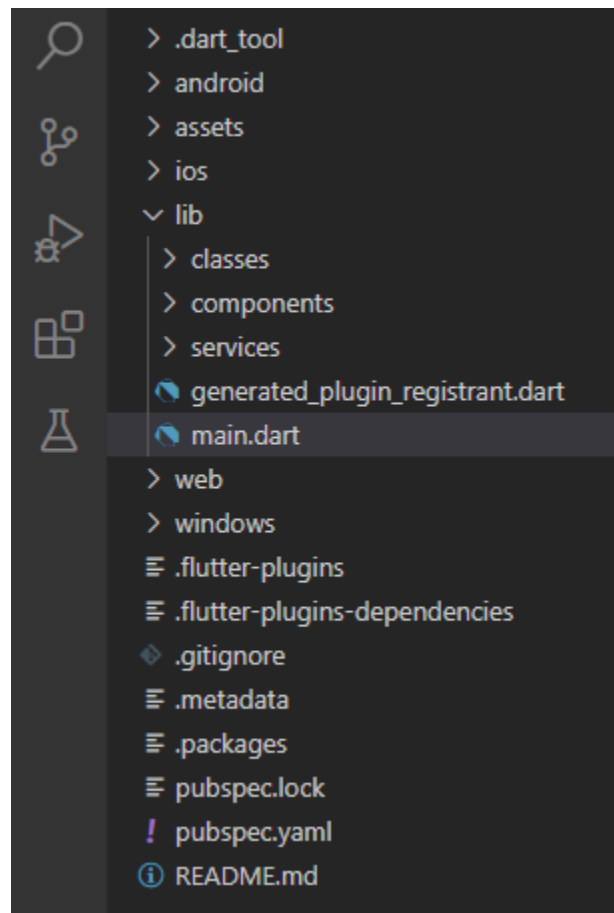 .dart_tool
android
assets
ios
lib
classes
components
services
generated_plugin_registrant.dart
main.dart
web
windows
.flutter-plugins
.flutter-plugins-dependencies
.gitignore
.metadata
.packages
pubspec.lock
pubspec.yaml
README.md